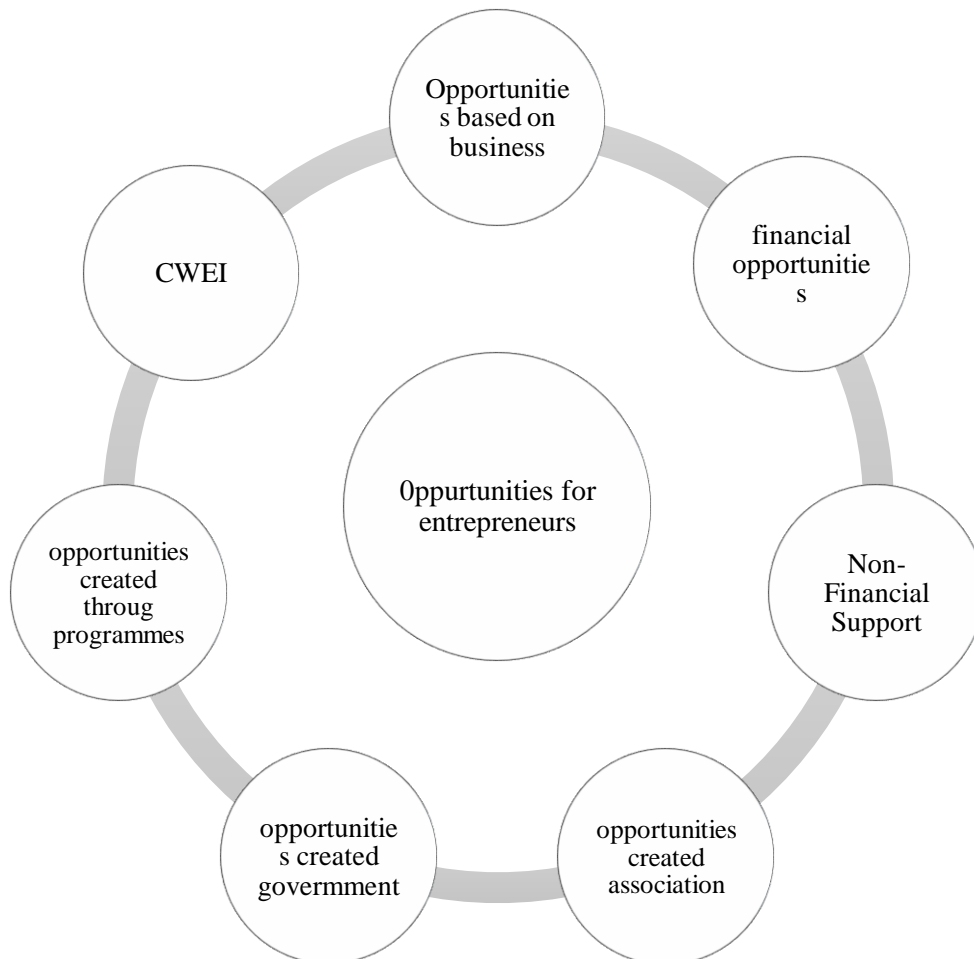 Opportunitie
s based on
business
financial
opportunitie
s
Non-
Financial
Support
opportunities
created
association
opportunitie
s created
govermment
opportunities
created
throug
programmes
CWEI
0ppurtunities for
entrepreneurs